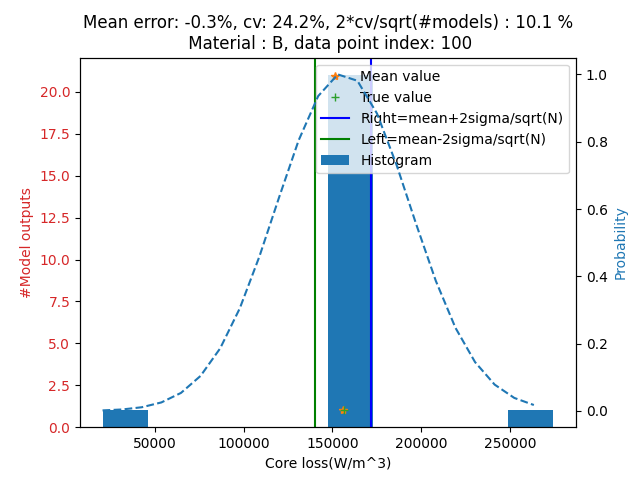 Mean error: -0.3%, cv: 24.2%, 2*cv/sqrt(#models) : 10.1 %
Material : B, data point index: 100
Mean value
True value
Right=mean+2sigma/sqrt(N)
Left=mean-2sigma/sqrt(N)
Histogram
#Model outputs
20.0
17.5
15.0
12.5
10.0
7.5
5.0
2.5
0.0
1.0
0.8
0.6
0.4
0.2
0.0
Probability
50000 100000 150000 200000 250000
Core loss(W/m^3)